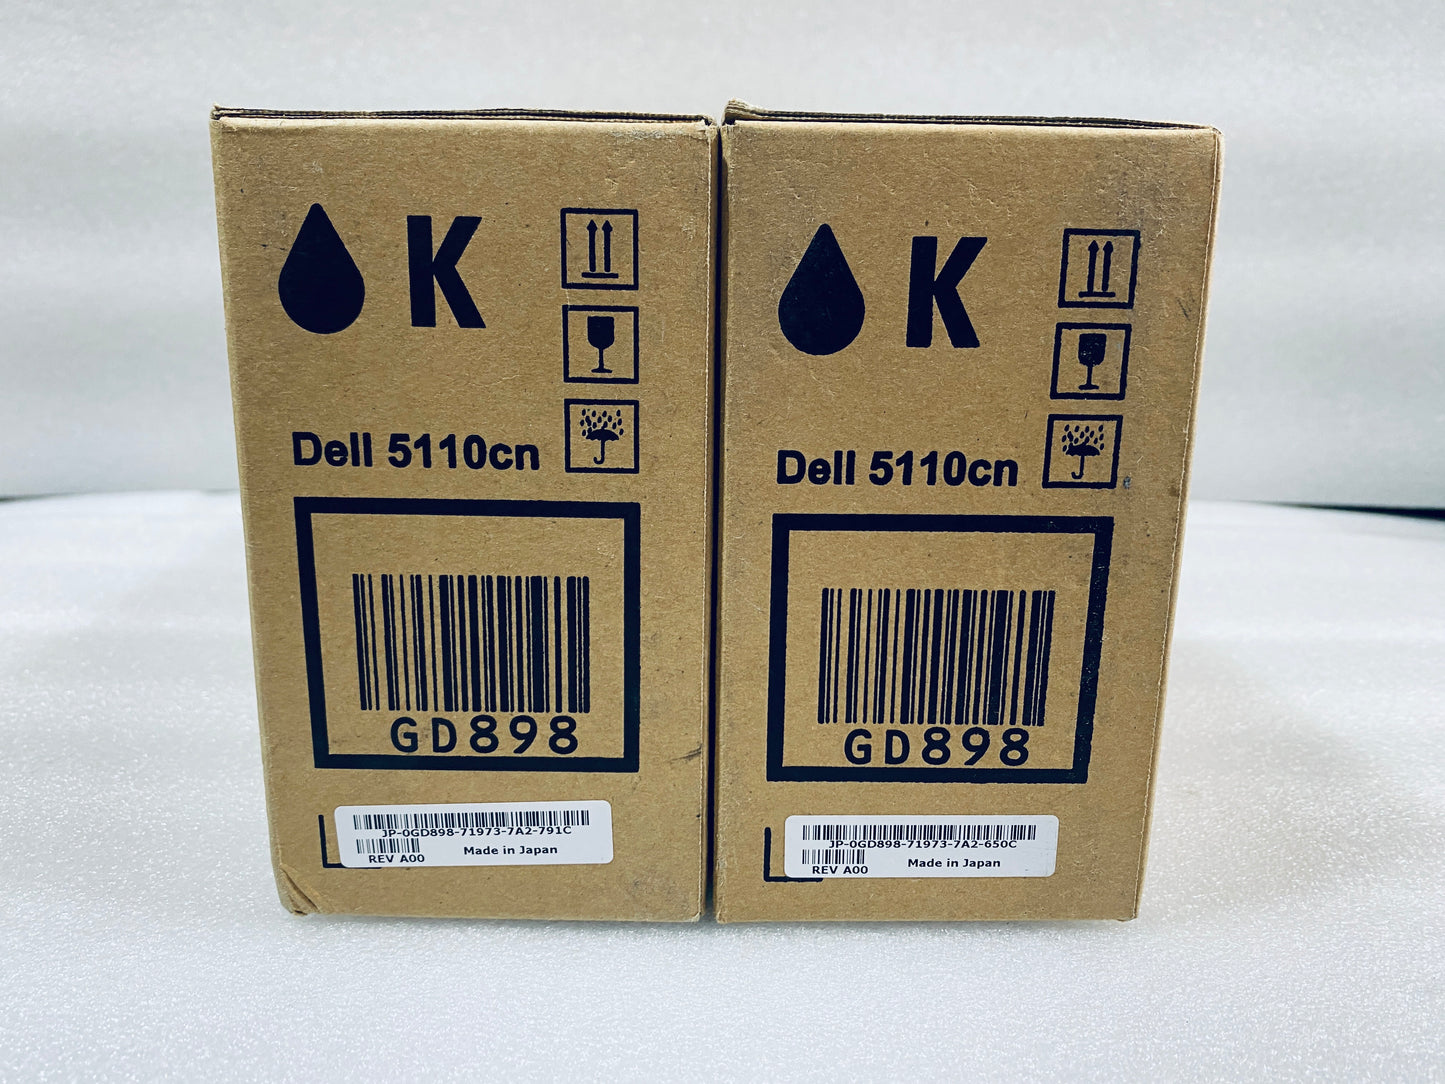 K
Dell 5110cn
GD898
JP-0GD898-71973-7A2-791C
REV A00 Made in Japan
K
Dell 5110cn
GD898
JP-0GD898-71973-7A2-650C
REV A00 Made in Japan